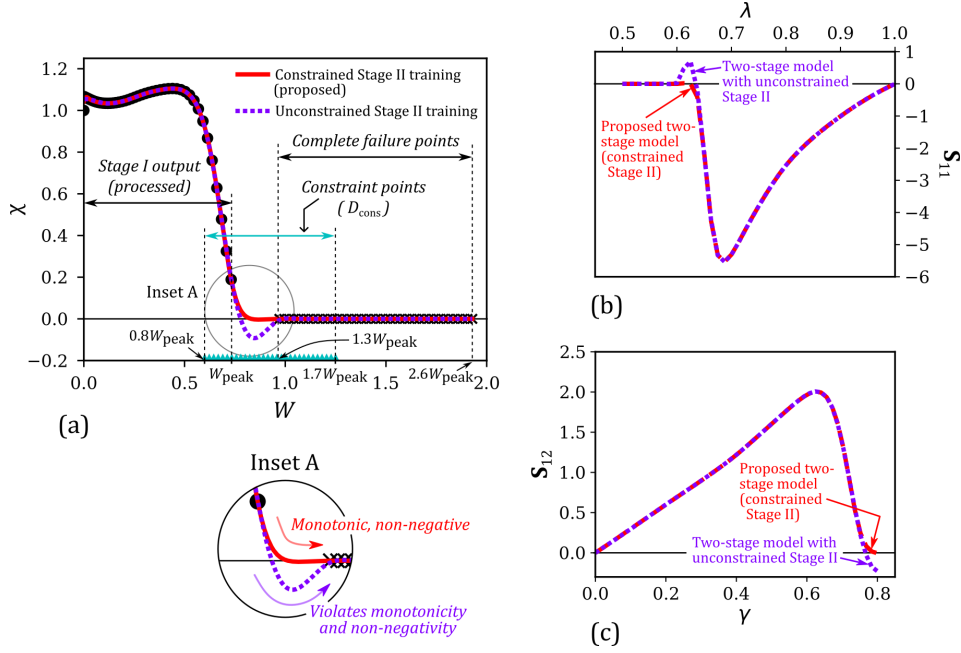 1.2
1.0
0.8
0.6
0.4
0.2
0.0
−0.2
χ
Constrained Stage II training
(proposed)
Unconstrained Stage II training
Complete failure points
Stage I output
(processed)
Constraint points
(D_cons)
Inset A
0.8W_peak
W_peak
1.3W_peak
1.7W_peak
2.6W_peak
0.0
0.5
1.0
1.5
2.0
W
(a)
Inset A
Monotonic, non-negative
Violates monotonicity
and non-negativity
λ
0.5
0.6
0.7
0.8
0.9
1.0
Two-stage model
with unconstrained
Stage II
Proposed two-
stage model
(constrained
Stage II)
1
0
−1
−2
−3
−4
−5
−6
S₁₁
(b)
2.5
2.0
1.5
1.0
0.5
0.0
S₁₂
Proposed two-
stage model
(constrained
Stage II)
Two-stage model with
unconstrained Stage II
0.0
0.2
0.4
0.6
0.8
γ
(c)